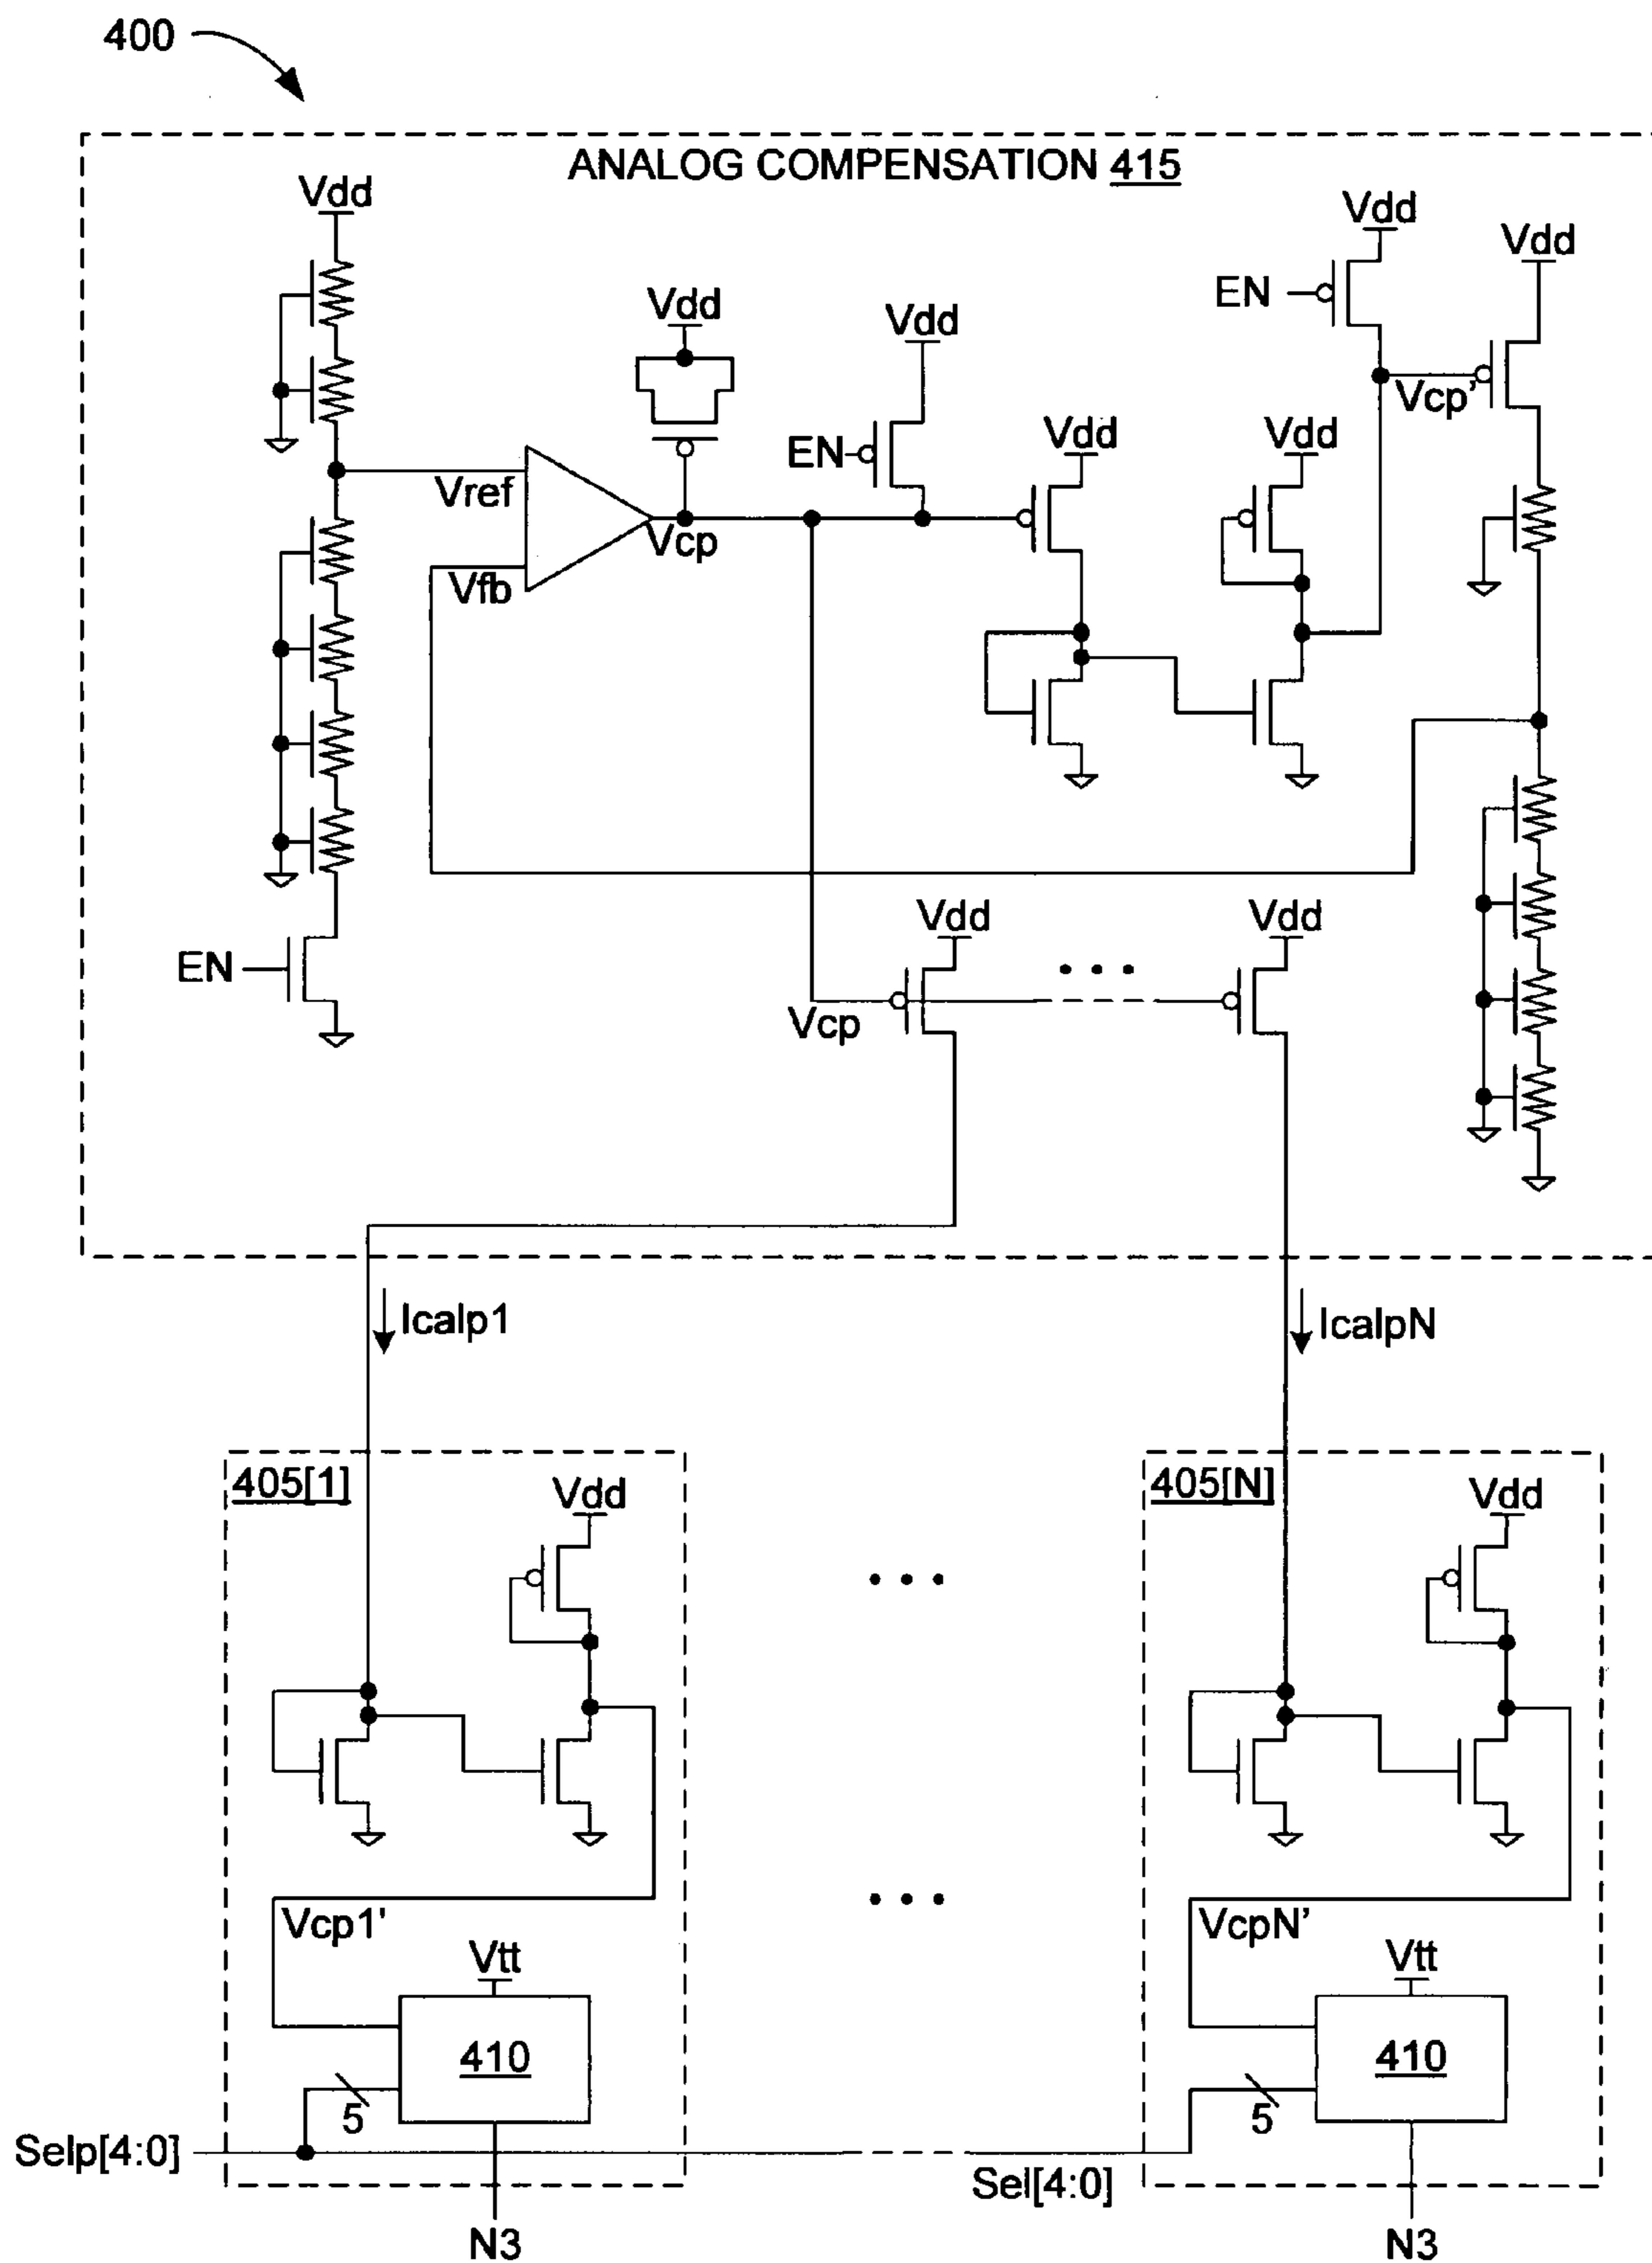 400
ANALOG COMPENSATION 415
Vdd
Vdd
Vdd
Vdd
Vdd
EN
Vcp'
Vdd
EN
Vdd
Vdd
Vref
Vcp
Vfb
EN
Vdd
Vdd
Vcp
Icalp1
IcalpN
405[1]
Vdd
405[N]
Vdd
Vcp1'
VcpN'
Vtt
Vtt
410
410
5
5
Selp[4:0]
Sel[4:0]
N3
N3